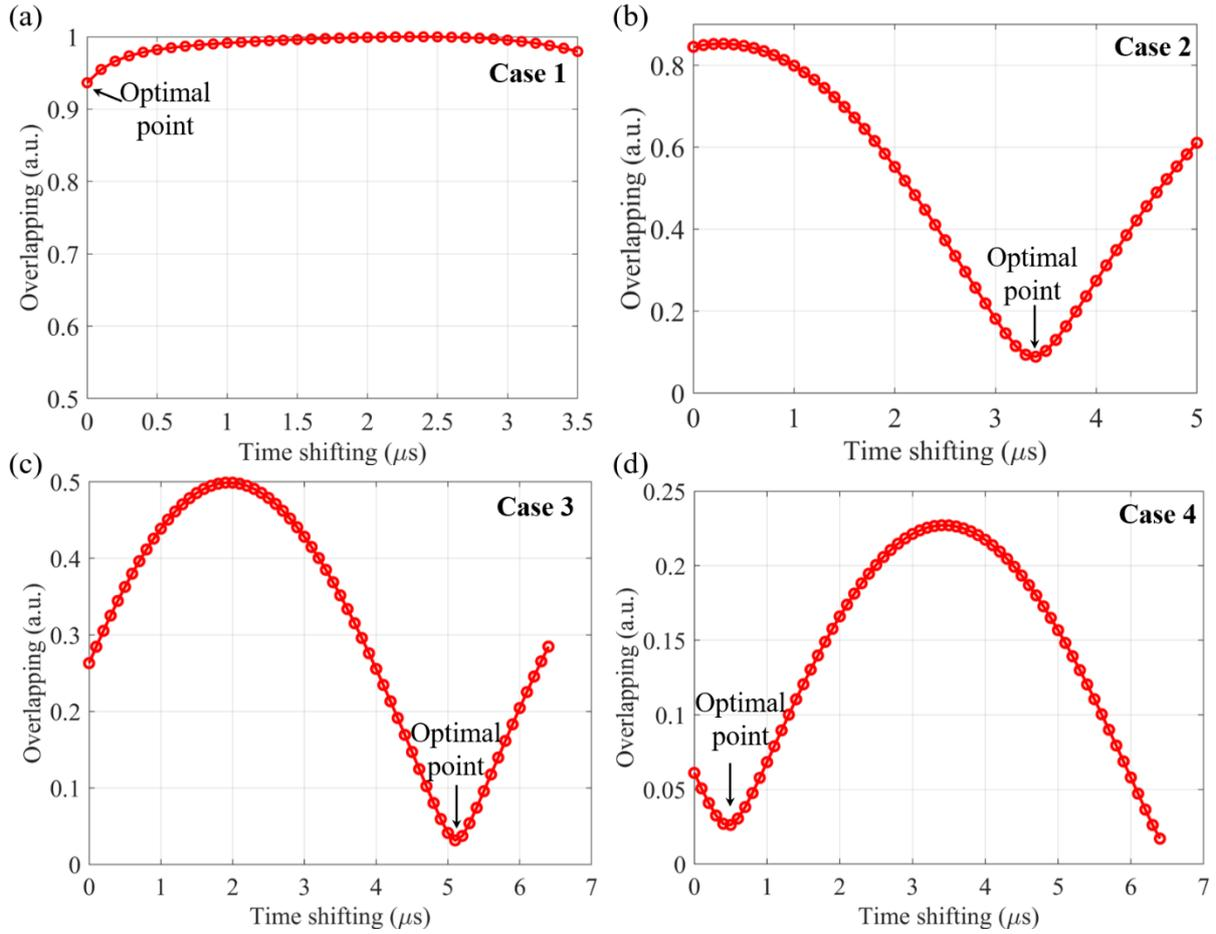 (a)
1
0.9
0.8
0.7
0.6
0.5
Case 1
Optimal
point
Overlapping (a.u.)
0 0.5 1 1.5 2 2.5 3 3.5
Time shifting (μs)
(b)
0.8
0.6
0.4
0.2
0
Case 2
Optimal
point
Overlapping (a.u.)
0 1 2 3 4 5
Time shifting (μs)
(c)
0.5
0.4
0.3
0.2
0.1
0
Case 3
Optimal
point
Overlapping (a.u.)
0 1 2 3 4 5 6 7
Time shifting (μs)
(d)
0.25
0.2
0.15
0.1
0.05
0
Case 4
Optimal
point
Overlapping (a.u.)
0 1 2 3 4 5 6 7
Time shifting (μs)